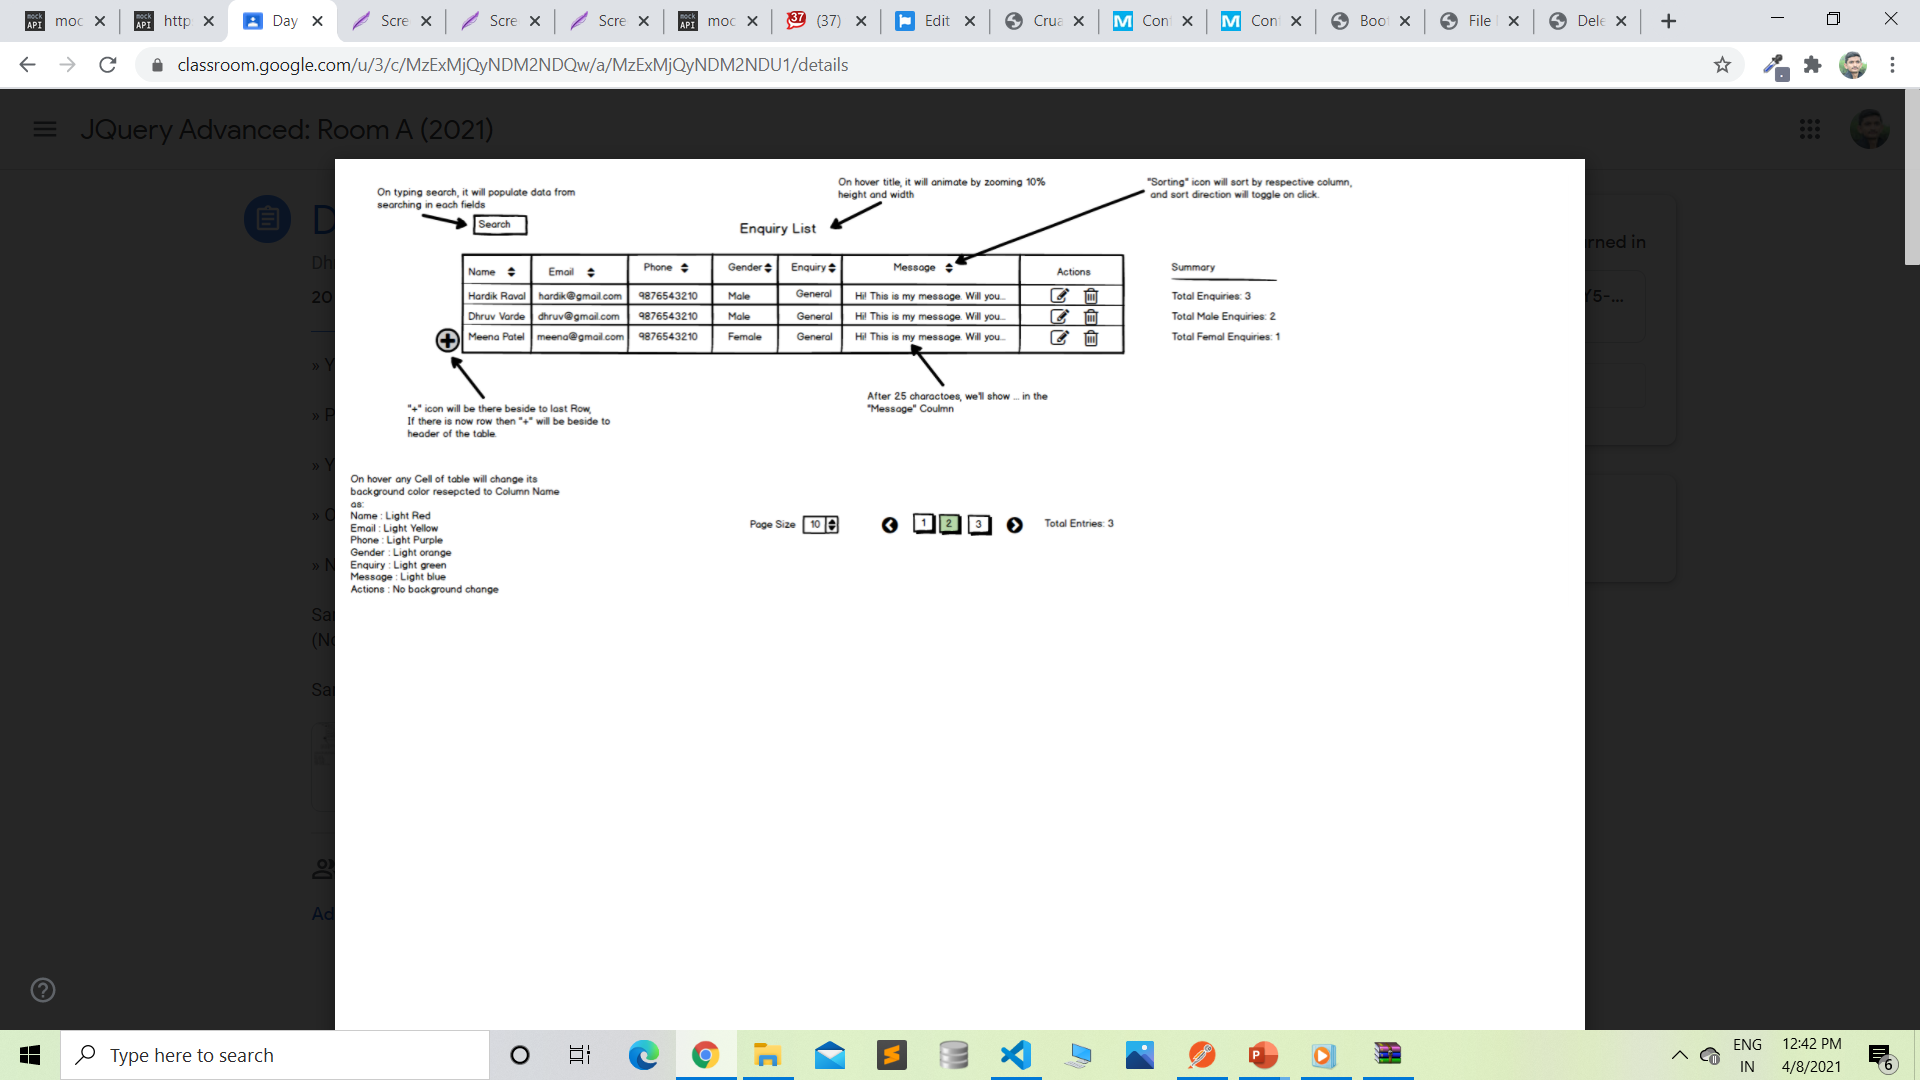 moc
http
Day
Scre
Scre
Scre
moc
37 (37)
Edit
Crua
Con
Con
Boo
File
Dele
classroom.google.com/u/3/c/MzExMjQyNDM2NDQw/a/MzExMjQyNDM2NDU1/details
JQuery Advanced: Room A (2021)
On typing search, it will populate data from
searching in each fields
On hover title, it will animate by zooming 10%
height and width
"Sorting" icon will sort by respective column,
and sort direction will toggle on click.
Search
Enquiry List
Name Email Phone Gender Enquiry Message Actions
Hardik Raval hardik@gmail.com 9876543210 Male General Hi! This is my message. Will you...
Dhruv Varde dhruv@gmail.com 9876543210 Male General Hi! This is my message. Will you...
Meena Patel meena@gmail.com 9876543210 Female General Hi! This is my message. Will you...
Summary
Total Enquiries: 3
Total Male Enquiries: 2
Total Femal Enquiries: 1
"+" icon will be there beside to last Row,
If there is now row then "+" will be beside to
header of the table.
After 25 charactoes, we'll show ... in the
"Message" Coulmn
On hover any Cell of table will change its
background color resepcted to Column Name
as:
Name : Light Red
Email : Light Yellow
Phone : Light Purple
Gender : Light orange
Enquiry : Light green
Message : Light blue
Actions : No background change
Page Size 10 1 2 3 Total Entries: 3
Type here to search
ENG
IN
12:42 PM
4/8/2021
6